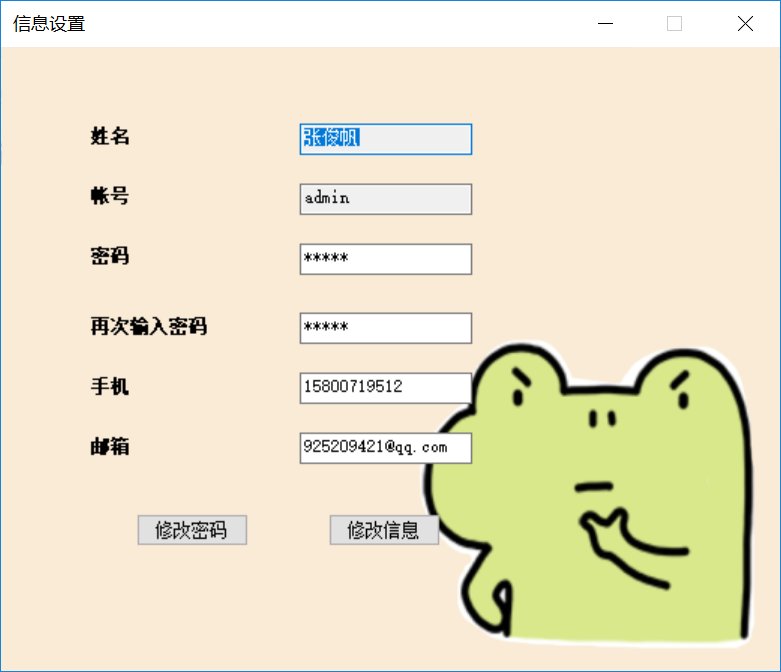 信息设置
姓名 张俊帆
帐号 admin
密码 *****
再次输入密码 *****
手机 15800719512
邮箱 925209421@qq.com
修改密码 修改信息